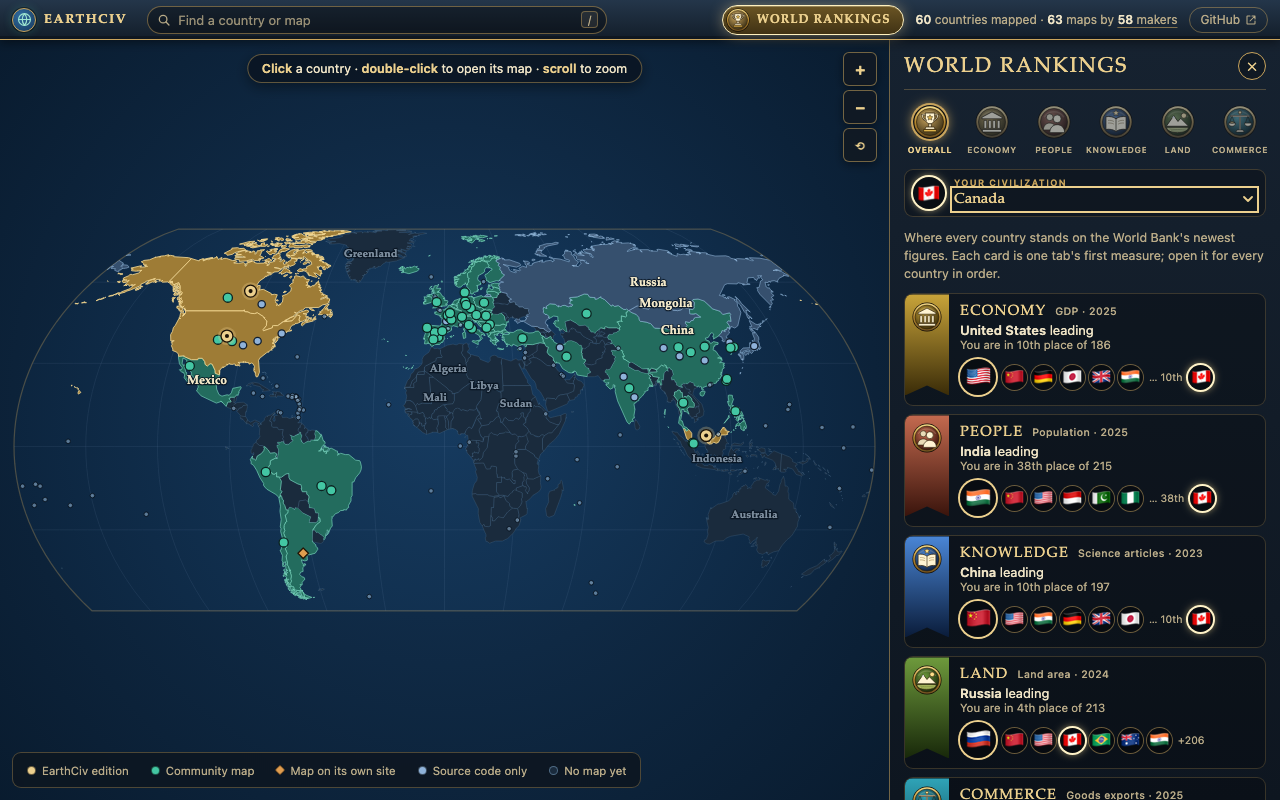 EARTHCIV
Find a country or map
/
WORLD RANKINGS
60 countries mapped · 63 maps by 58 makers
GitHub
Click a country · double-click to open its map · scroll to zoom
+
−
Greenland
Russia
Mongolia
China
Mexico
Algeria
Libya
Mali
Sudan
Indonesia
Australia
EarthCiv edition
Community map
Map on its own site
Source code only
No map yet
WORLD RANKINGS
OVERALL
ECONOMY
PEOPLE
KNOWLEDGE
LAND
COMMERCE
YOUR CIVILIZATION
Canada
Where every country stands on the World Bank's newest
figures. Each card is one tab's first measure; open it for every
country in order.
ECONOMY GDP · 2025
United States leading
You are in 10th place of 186
... 10th
PEOPLE Population · 2025
India leading
You are in 38th place of 215
... 38th
KNOWLEDGE Science articles · 2023
China leading
You are in 10th place of 197
... 10th
LAND Land area · 2024
Russia leading
You are in 4th place of 213
+206
COMMERCE Goods exports · 2025